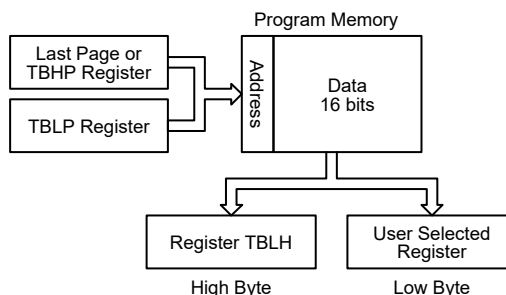 Program Memory
Last Page or
TBHP Register
TBLP Register
Address
Data
16 bits
Register TBLH
User Selected
Register
High Byte
Low Byte